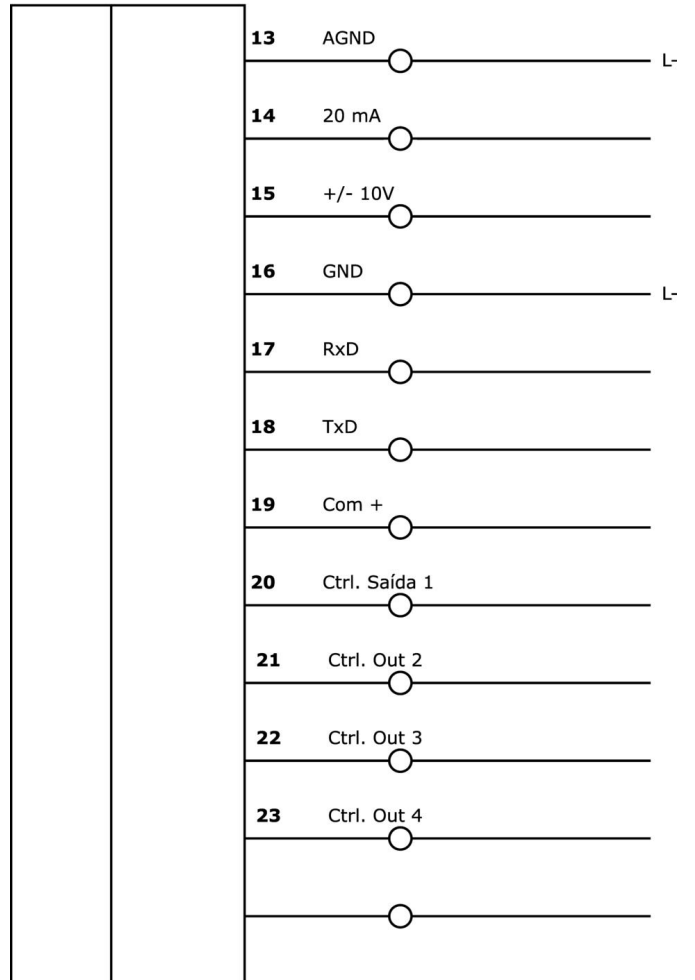 13 AGND
L-
14 20 mA
15 +/- 10V
16 GND
L-
17 RxD
18 TxD
19 Com +
20 Ctrl. Saída 1
21 Ctrl. Out 2
22 Ctrl. Out 3
23 Ctrl. Out 4